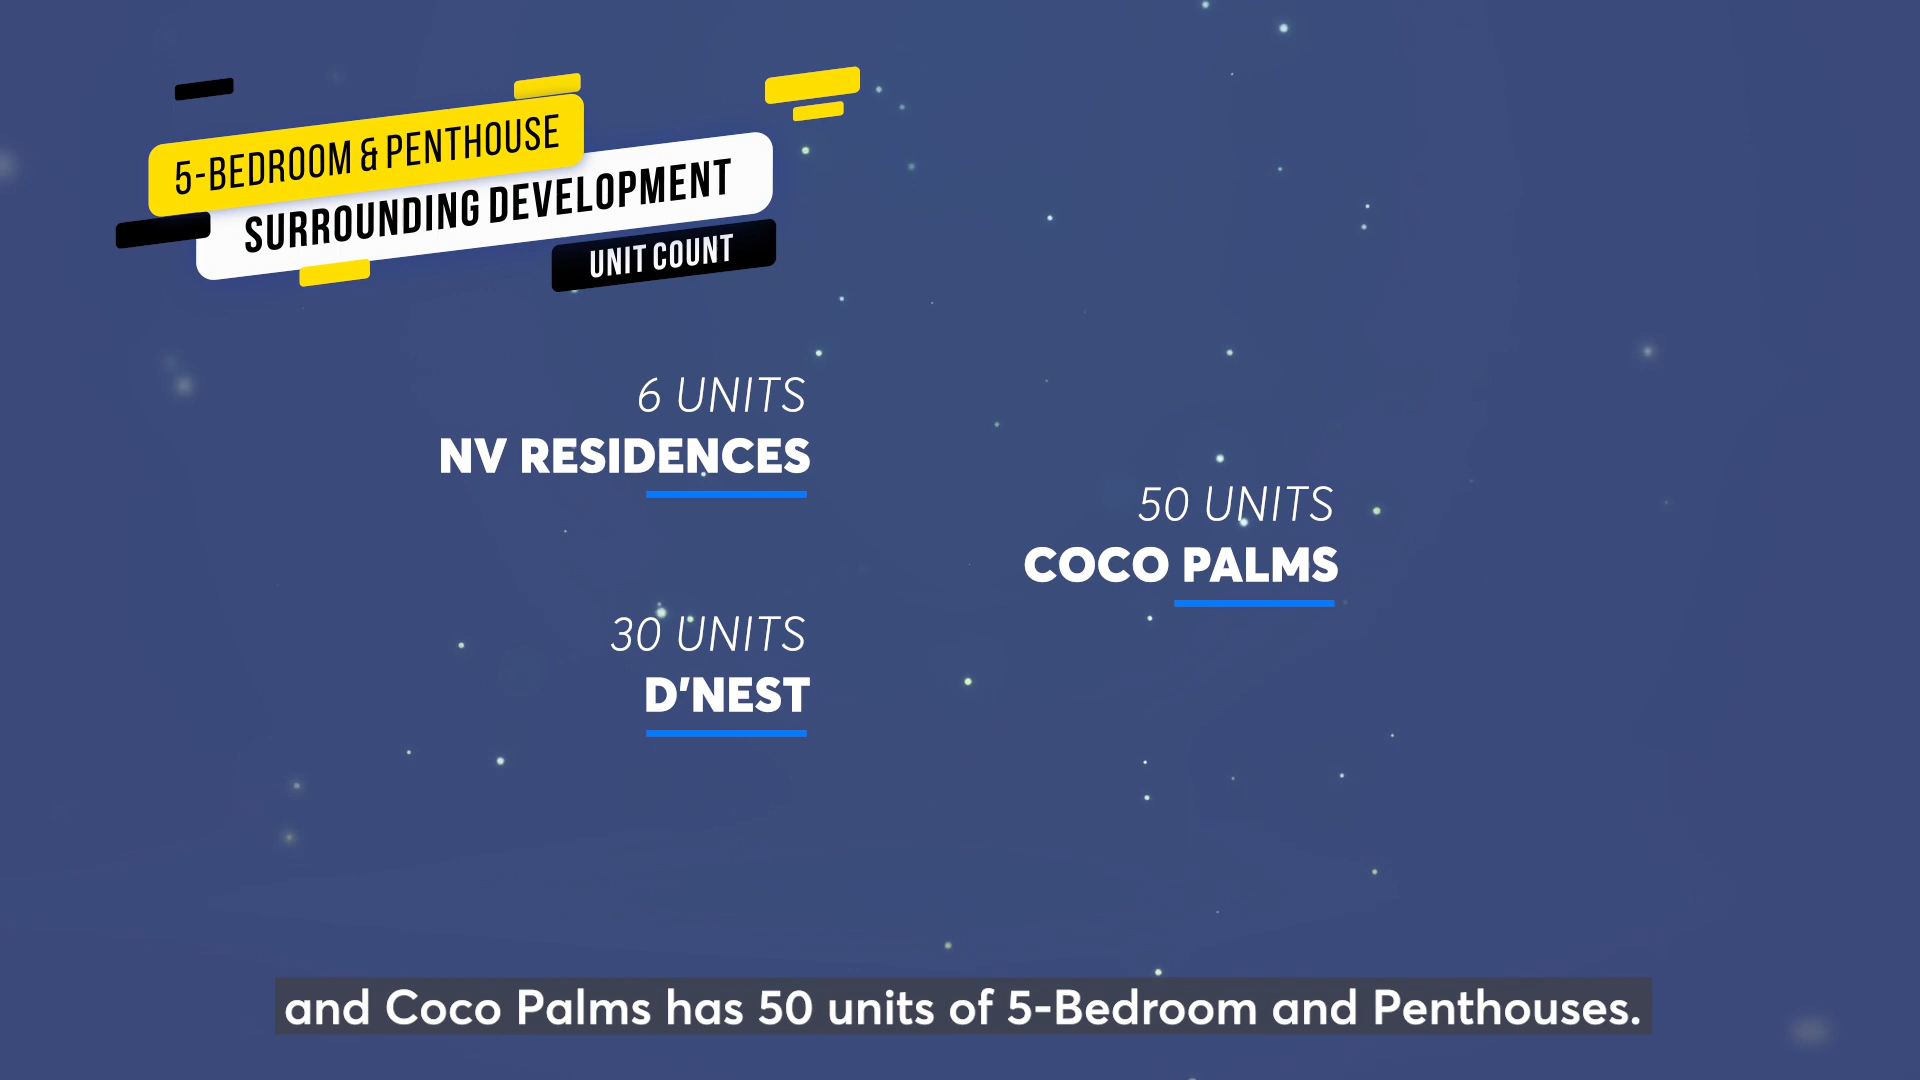 5-BEDROOM & PENTHOUSE
SURROUNDING DEVELOPMENT
UNIT COUNT
6 UNITS
NV RESIDENCES
50 UNITS
COCO PALMS
30 UNITS
D'NEST
and Coco Palms has 50 units of 5-Bedroom and Penthouses.